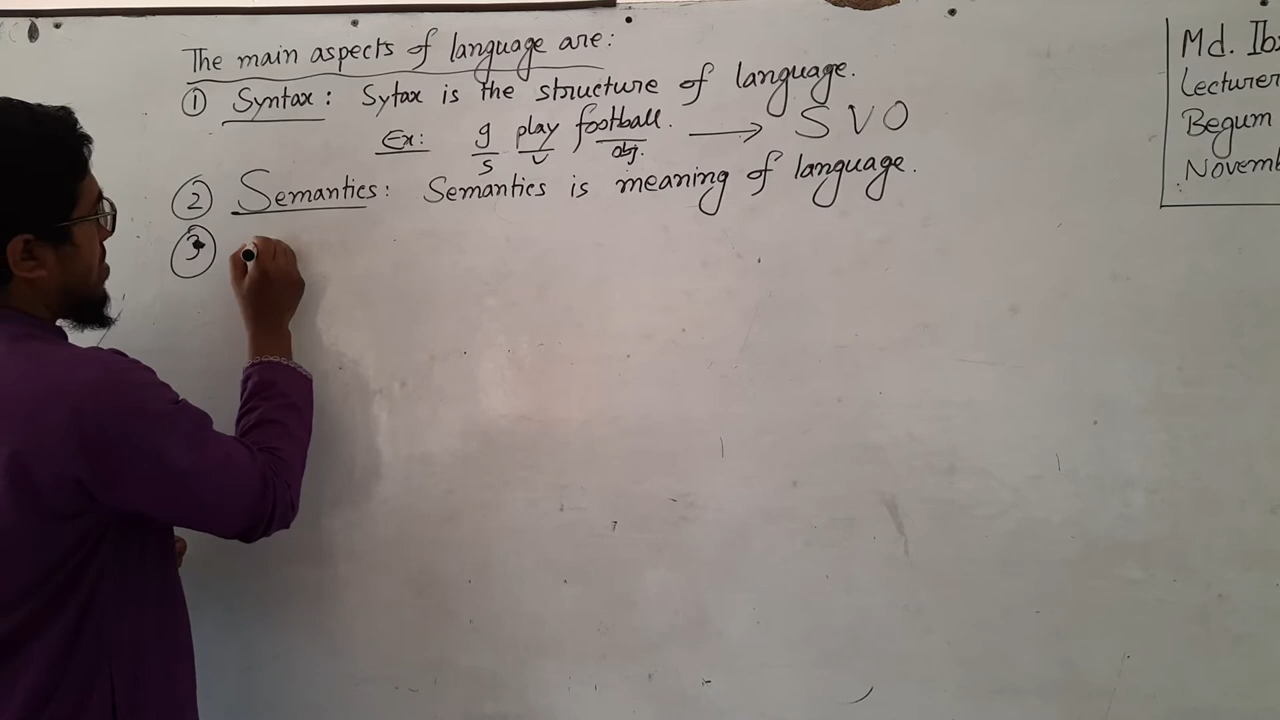 The main aspects of language are:
① Syntax: Sytax is the structure of language.
Ex: I play football. → S V O
S V obj.
② Semantics: Semantics is meaning of language.
③
Md. Ib
Lecturer
Begum
Novemb